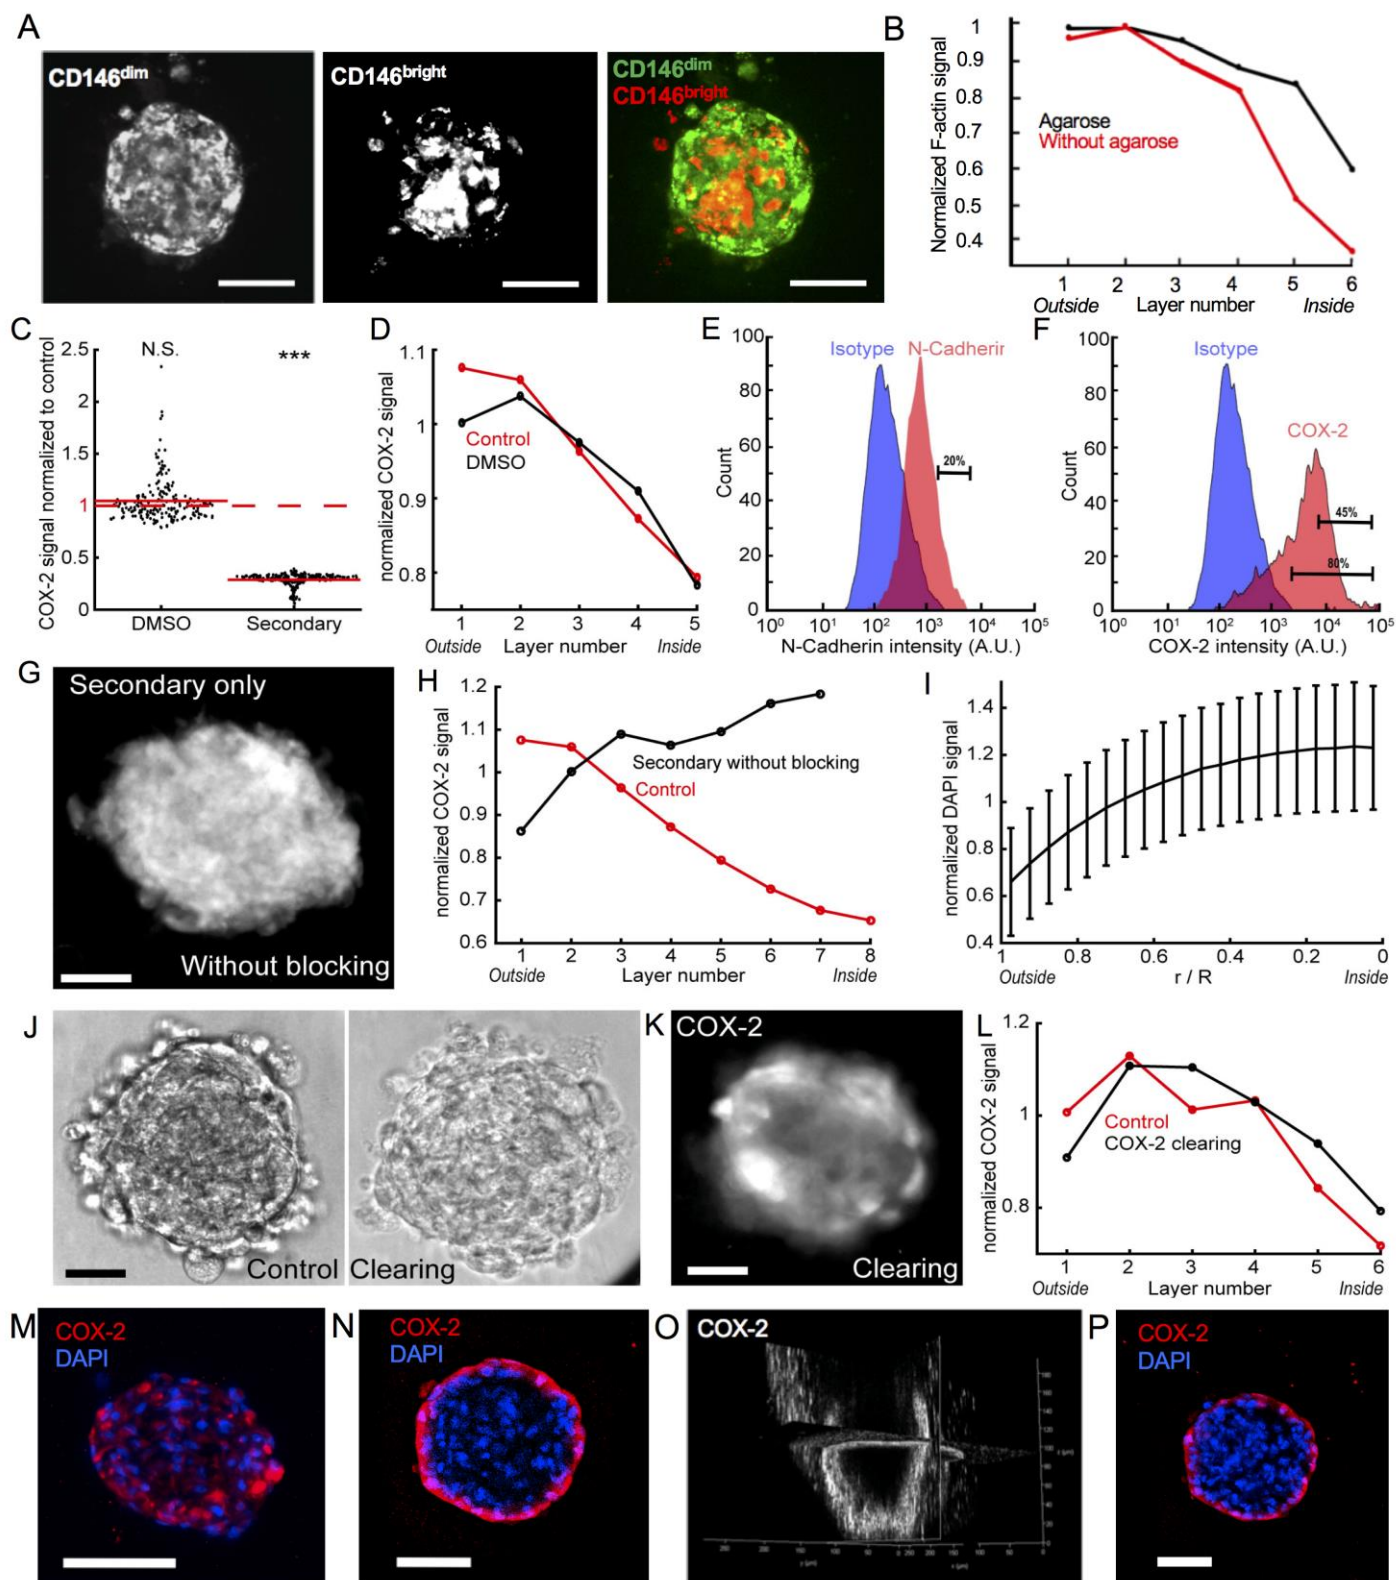 A
CD146dim
CD146bright
CD146dim
CD146bright
B
Normalized F-actin signal
1
0.9
0.8
0.7
0.6
0.5
0.4
Agarose
Without agarose
1 2 3 4 5 6
Outside Layer number Inside
C
COX-2 signal normalized to control
2.5
2
1.5
1
0.5
0
N.S.
***
DMSO Secondary
D
normalized COX-2 signal
1.1
1
0.9
0.8
Control
DMSO
1 2 3 4 5
Outside Layer number Inside
E
Count
100
80
60
40
20
0
Isotype N-Cadherin
20%
10⁰ 10¹ 10² 10³ 10⁴ 10⁵
N-Cadherin intensity (A.U.)
F
Count
100
80
60
40
20
0
Isotype
COX-2
45%
80%
10⁰ 10¹ 10² 10³ 10⁴ 10⁵
COX-2 intensity (A.U.)
G
Secondary only
Without blocking
H
normalized COX-2 signal
1.2
1.1
1
0.9
0.8
0.7
0.6
Secondary without blocking
Control
1 2 3 4 5 6 7 8
Outside Layer number Inside
I
normalized DAPI signal
1.4
1.2
1
0.8
0.6
0.4
1 0.8 0.6 0.4 0.2 0
Outside r / R Inside
J
Control
Clearing
K
COX-2
Clearing
L
normalized COX-2 signal
1.2
1
0.8
Control
COX-2 clearing
1 2 3 4 5 6
Outside Layer number Inside
M
COX-2
DAPI
N
COX-2
DAPI
O
COX-2
P
COX-2
DAPI